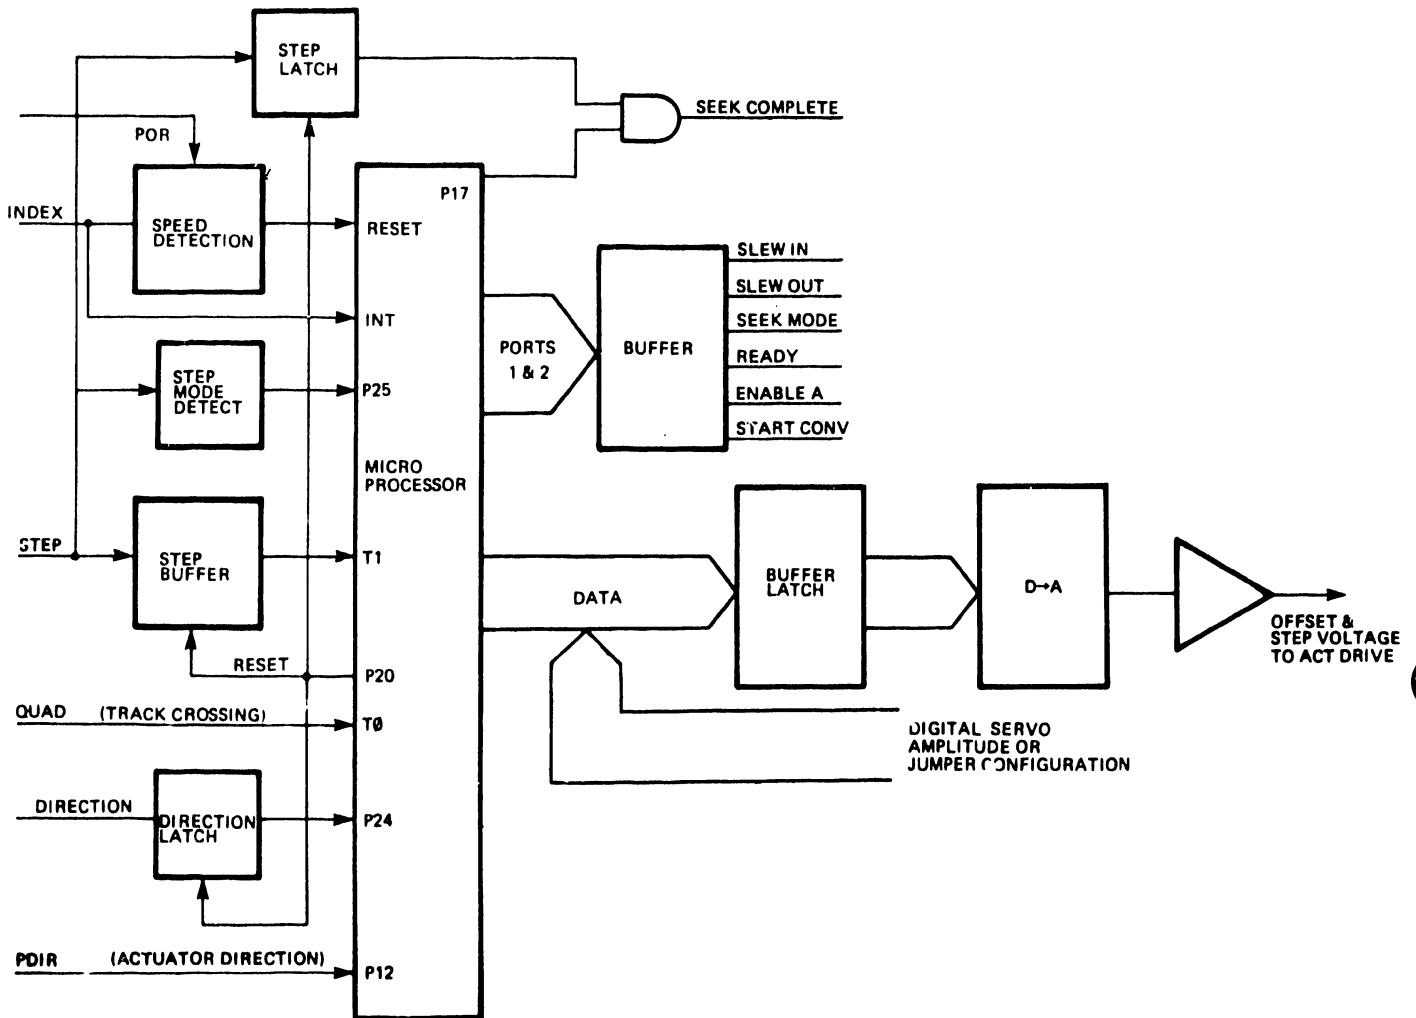 STEP
LATCH
SEEK COMPLETE
POR
P17
INDEX
SPEED
DETECTION
RESET
SLEW IN
SLEW OUT
INT
SEEK MODE
PORTS
1 & 2
BUFFER
READY
STEP
MODE
DETECT
P25
ENABLE A
START CONV
MICRO
PROCESSOR
STEP
STEP
BUFFER
T1
DATA
BUFFER
LATCH
D→A
OFFSET &
STEP VOLTAGE
TO ACT DRIVE
RESET
P20
QUAD (TRACK CROSSING)
TØ
DIGITAL SERVO
AMPLITUDE OR
JUMPER CONFIGURATION
DIRECTION
DIRECTION
LATCH
P24
PDIR (ACTUATOR DIRECTION)
P12